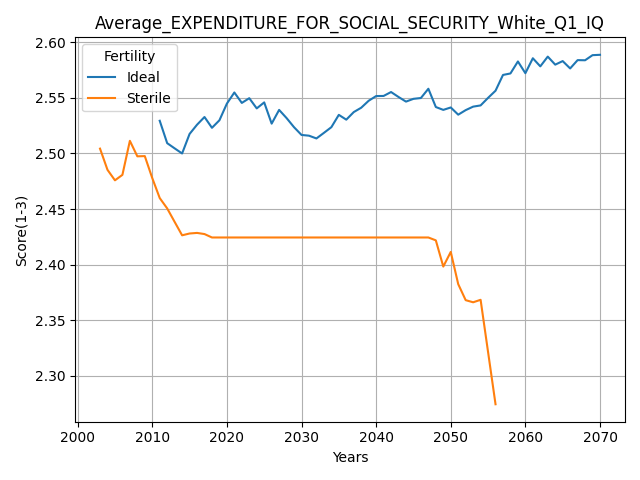 Average_EXPENDITURE_FOR_SOCIAL_SECURITY_White_Q1_IQ
Fertility
Ideal
Sterile
Score(1-3)
2.60
2.55
2.50
2.45
2.40
2.35
2.30
2000 2010 2020 2030 2040 2050 2060 2070
Years